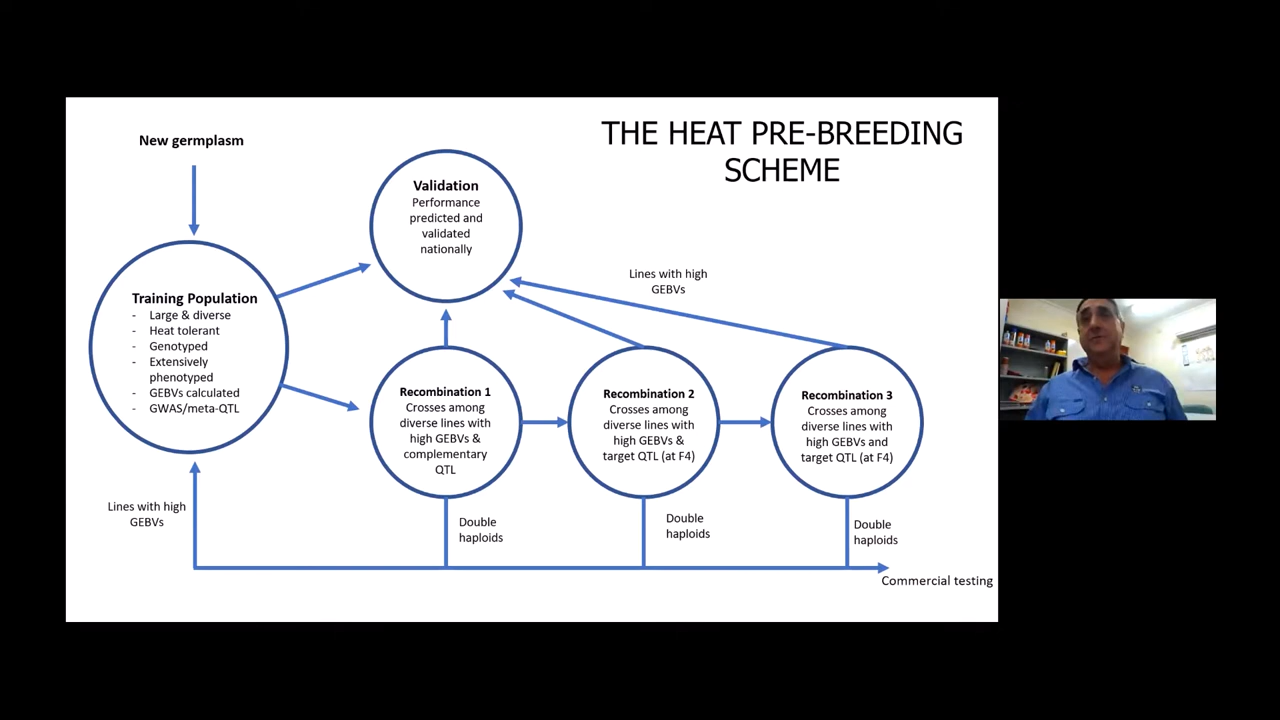 THE HEAT PRE-BREEDING
SCHEME
New germplasm
Validation
Performance
predicted and
validated
nationally
Lines with high
GEBVs
Training Population
- Large & diverse
- Heat tolerant
- Genotyped
- Extensively
phenotyped
- GEBVs calculated
- GWAS/meta-QTL
Recombination 1
Crosses among
diverse lines with
high GEBVs &
complementary
QTL
Recombination 2
Crosses among
diverse lines with
high GEBVs &
target QTL (at F4)
Recombination 3
Crosses among
diverse lines with
high GEBVs and
target QTL (at F4)
Lines with high
GEBVs
Double
haploids
Double
haploids
Double
haploids
Commercial testing